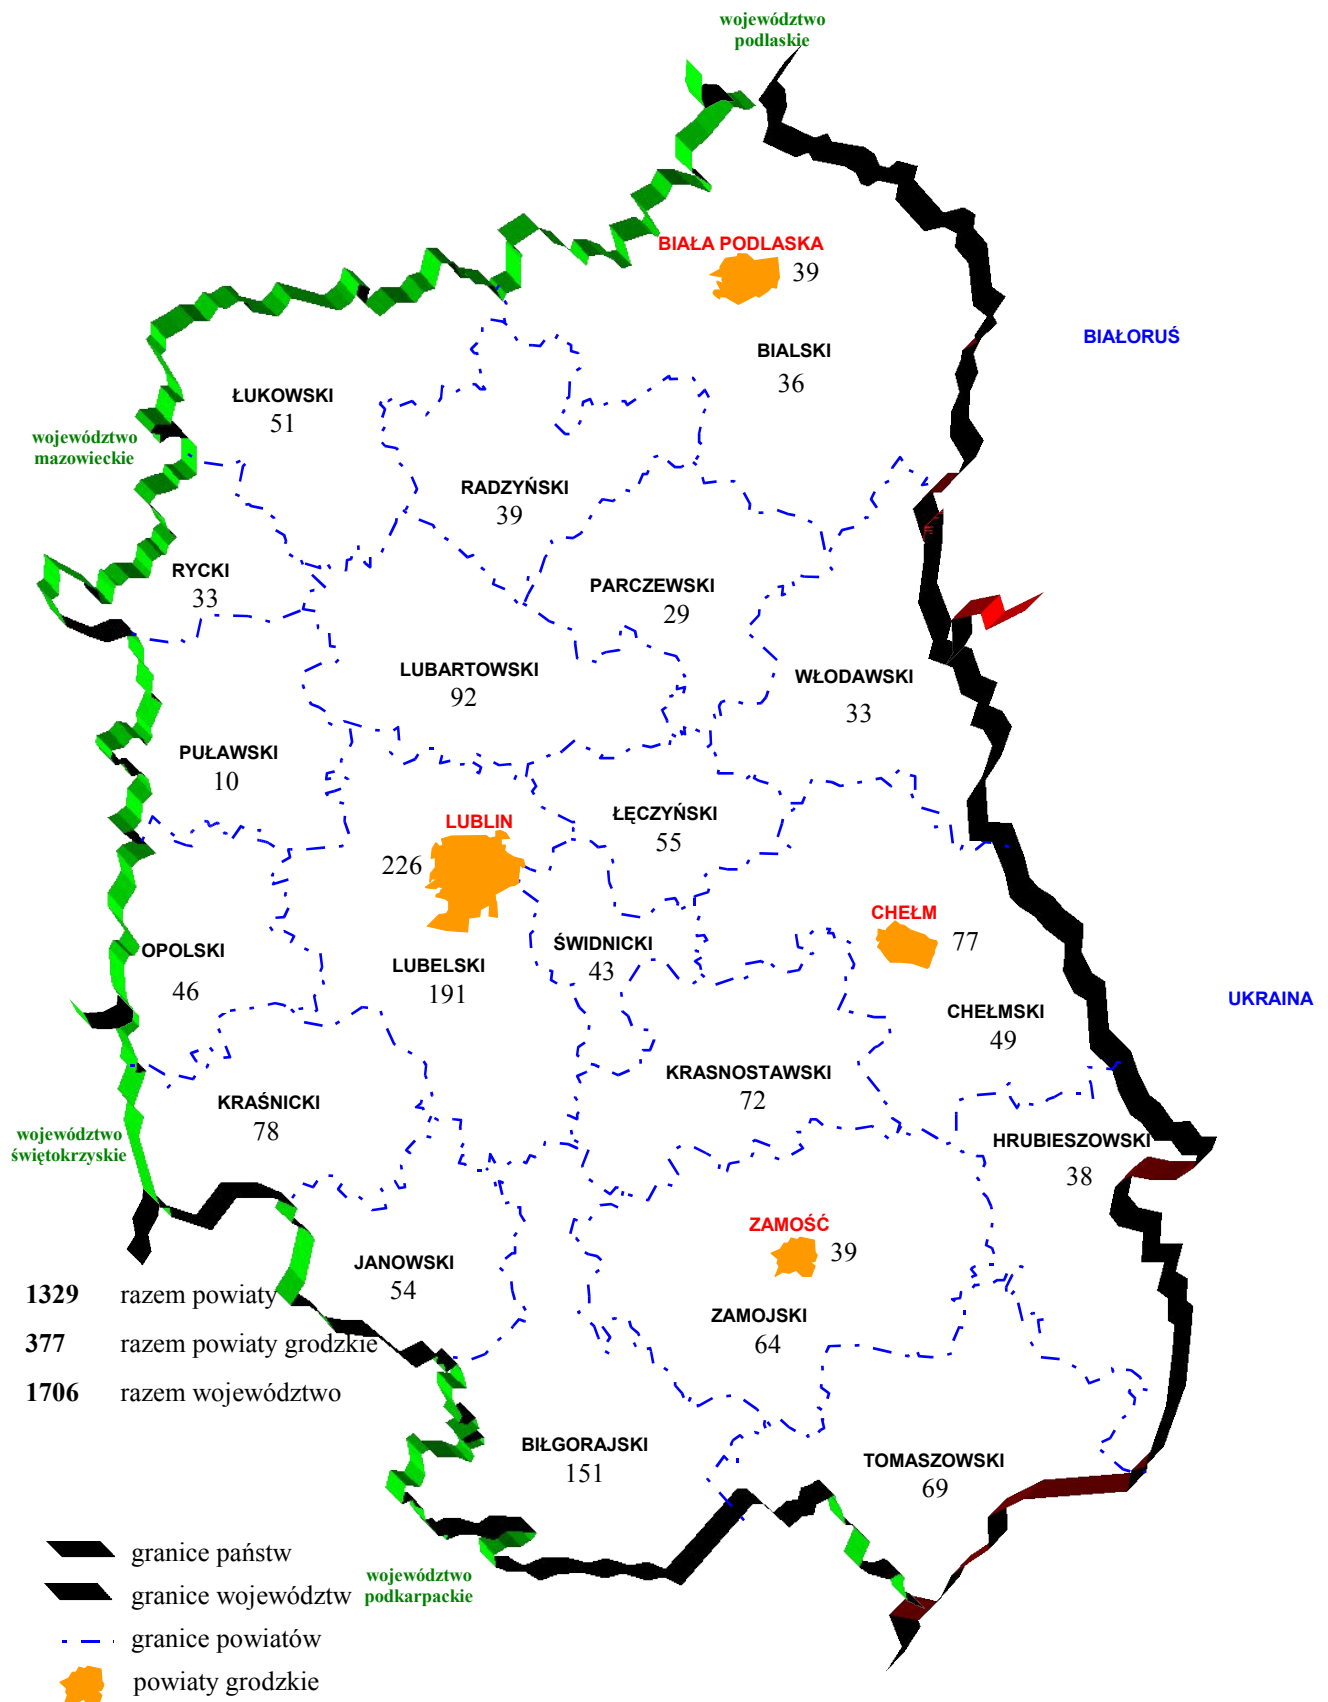 województwo
podlaskie
BIAŁA PODLASKA
39
BIAŁORUŚ
BIALSKI
36
ŁUKOWSKI
51
województwo
mazowieckie
RADZYŃSKI
39
RYCKI
33
PARCZEWSKI
29
LUBARTOWSKI
92
WŁODAWSKI
33
PUŁAWSKI
10
LUBLIN
226
ŁĘCZYŃSKI
55
CHEŁM
77
OPOLSKI
46
LUBELSKI
191
ŚWIDNICKI
43
UKRAINA
CHEŁMSKI
49
KRASNOSTAWSKI
72
KRAŚNICKI
78
województwo
świętokrzyskie
HRUBIESZOWSKI
38
ZAMOŚĆ
39
JANOWSKI
54
ZAMOJSKI
64
1329 razem powiaty
377 razem powiaty grodzkie
1706 razem województwo
BIŁGORAJSKI
151
TOMASZOWSKI
69
granice państw
granice województw
województwo
podkarpackie
granice powiatów
powiaty grodzkie